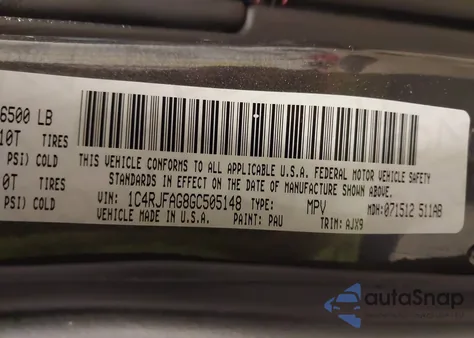 6500 LB
10T TIRES
PSI) COLD
0T TIRES
PSI) COLD
THIS VEHICLE CONFORMS TO ALL APPLICABLE U.S.A. FEDERAL MOTOR VEHICLE SAFETY
STANDARDS IN EFFECT ON THE DATE OF MANUFACTURE SHOWN ABOVE.
VIN: 1C4RJFAG8GC505148 TYPE: MPV MDH: 071512 511AB
VEHICLE MADE IN U.S.A. PAINT: PAU TRIM: AJX9
autoSnap